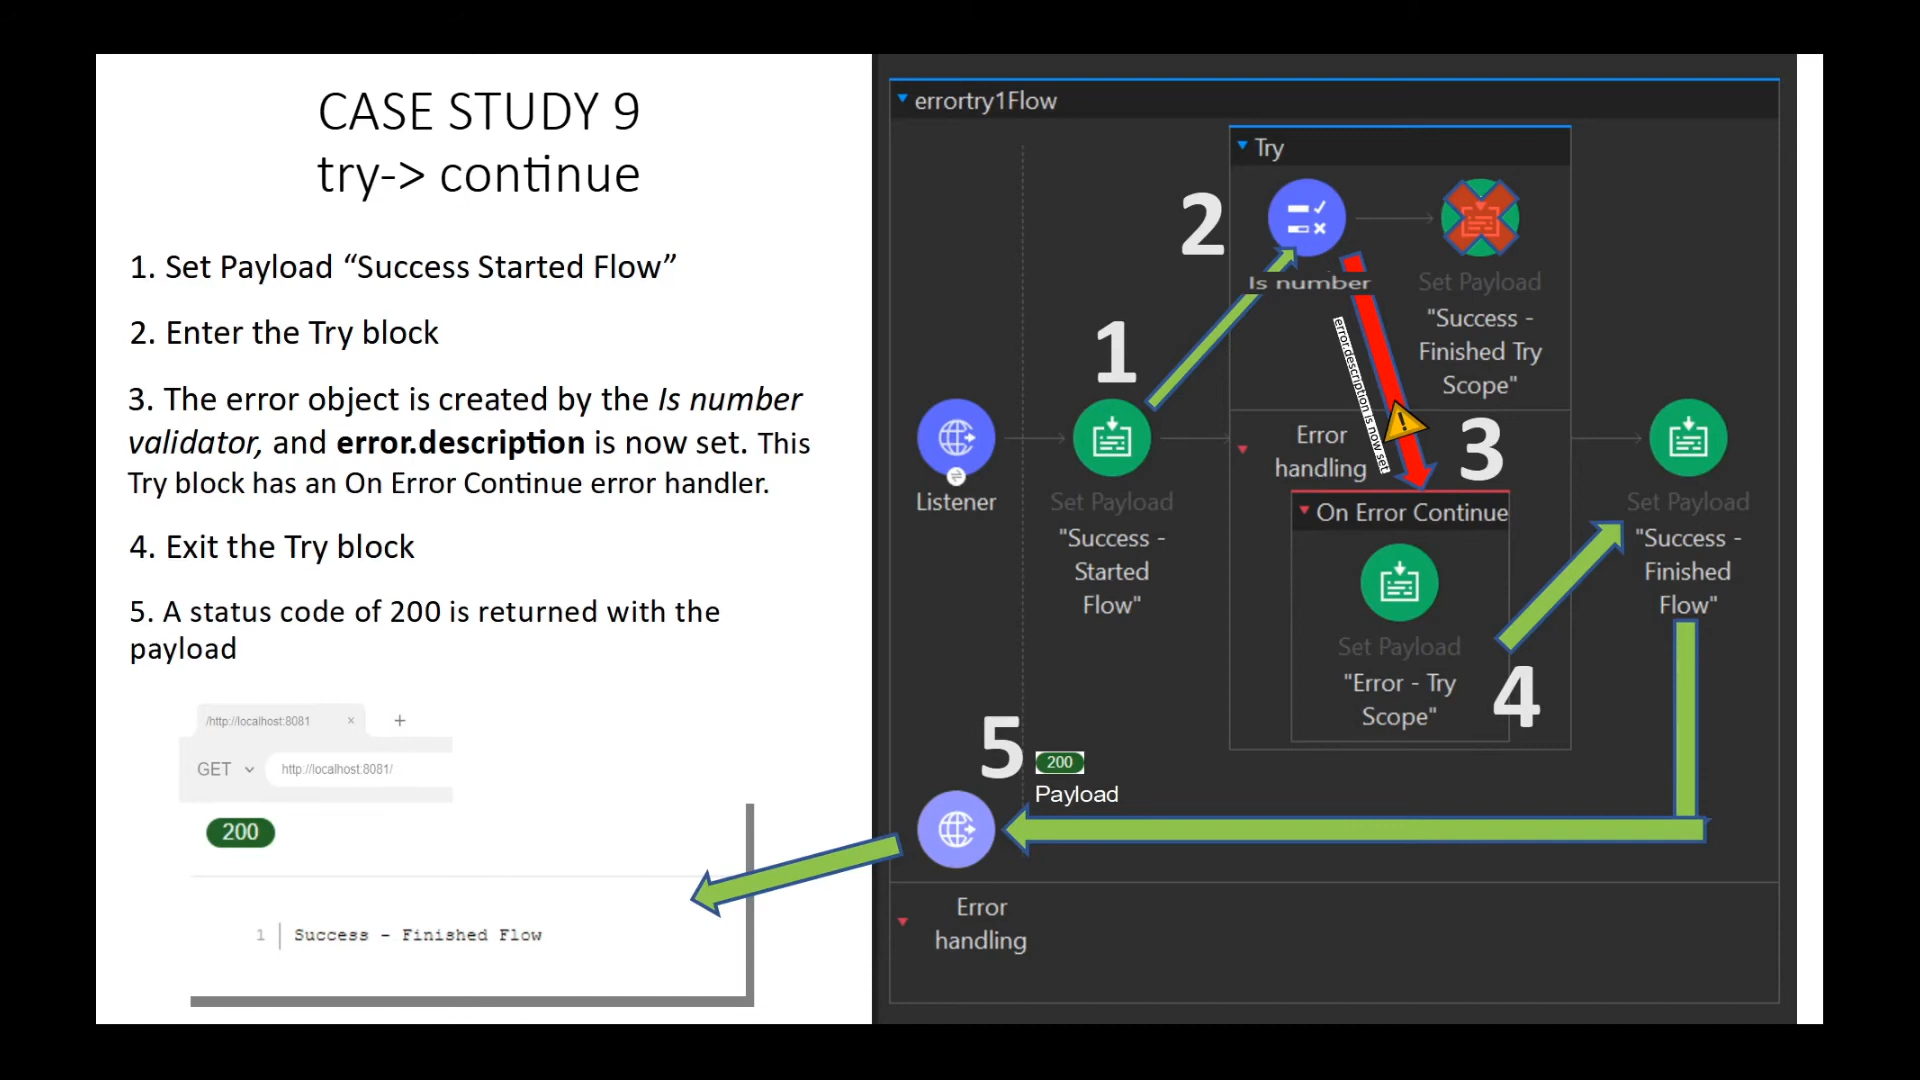 CASE STUDY 9
try-> continue
1. Set Payload “Success Started Flow”
2. Enter the Try block
3. The error object is created by the Is number
validator, and error.description is now set. This
Try block has an On Error Continue error handler.
4. Exit the Try block
5. A status code of 200 is returned with the
payload
/http://localhost:8081 × +
GET http://localhost:8081/
200
1 Success - Finished Flow
errortry1Flow
Try
2
Is number
Set Payload
"Success -
Finished Try
Scope"
1
error.description is now set
Error
handling
3
Listener
Set Payload
"Success -
Started
Flow"
On Error Continue
Set Payload
"Error - Try
Scope"
4
Set Payload
"Success -
Finished
Flow"
5
200
Payload
Error
handling